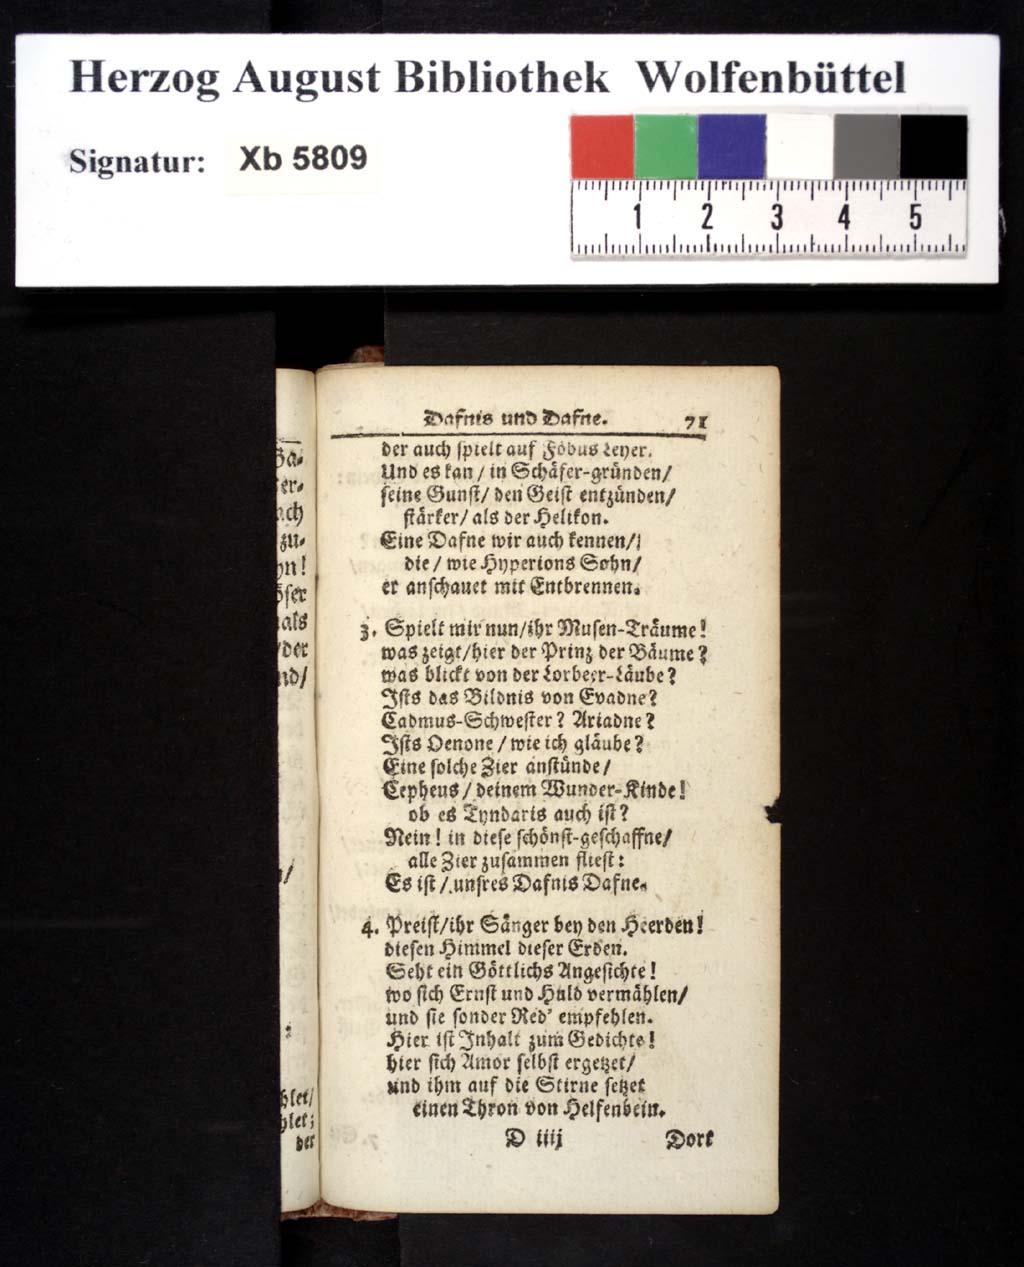 Herzog August Bibliothek Wolfenbüttel
Signatur: Xb 5809
1 2 3 4 5
Dafnis und Dafne. 71
der auch spielt auf Föbus Leyer.
Und es kan / in Schäfer-gründen/
seine Gunst/ den Geist entzünden/
stärker/ als der Helikon.
Eine Dafne wir auch kennen/
die / wie Hyperions Sohn/
er anschauet mit Entbrennen.
3. Spielt mir nun/ihr Musen-Träume!
was zeigt/hier der Prinz der Bäume?
was blickt von der Lorbeer-Läube?
Ists das Bildnis von Evadne?
Cadmus-Schwester? Ariadne?
Ists Oenone / wie ich gläube?
Eine solche Zier anstünde/
Cepheus/ deinem Wunder-Kinde!
ob es Tyndaris auch ist?
Nein! in diese schönst-geschaffne/
alle Zier zusammen fliest:
Es ist / unsres Dafnis Dafne.
4. Preist/ihr Sänger bey den Heerden!
diesen Himmel dieser Erden.
Seht ein Göttlichs Angesichte!
wo sich Ernst und Huld vermählen/
und sie sonder Red' empfehlen.
Hier ist Inhalt zum Gedichte!
hier sich Amor selbst ergetzet/
und ihm auf die Stirne setzet
einen Thron von Helfenbein.
D iiij Dort